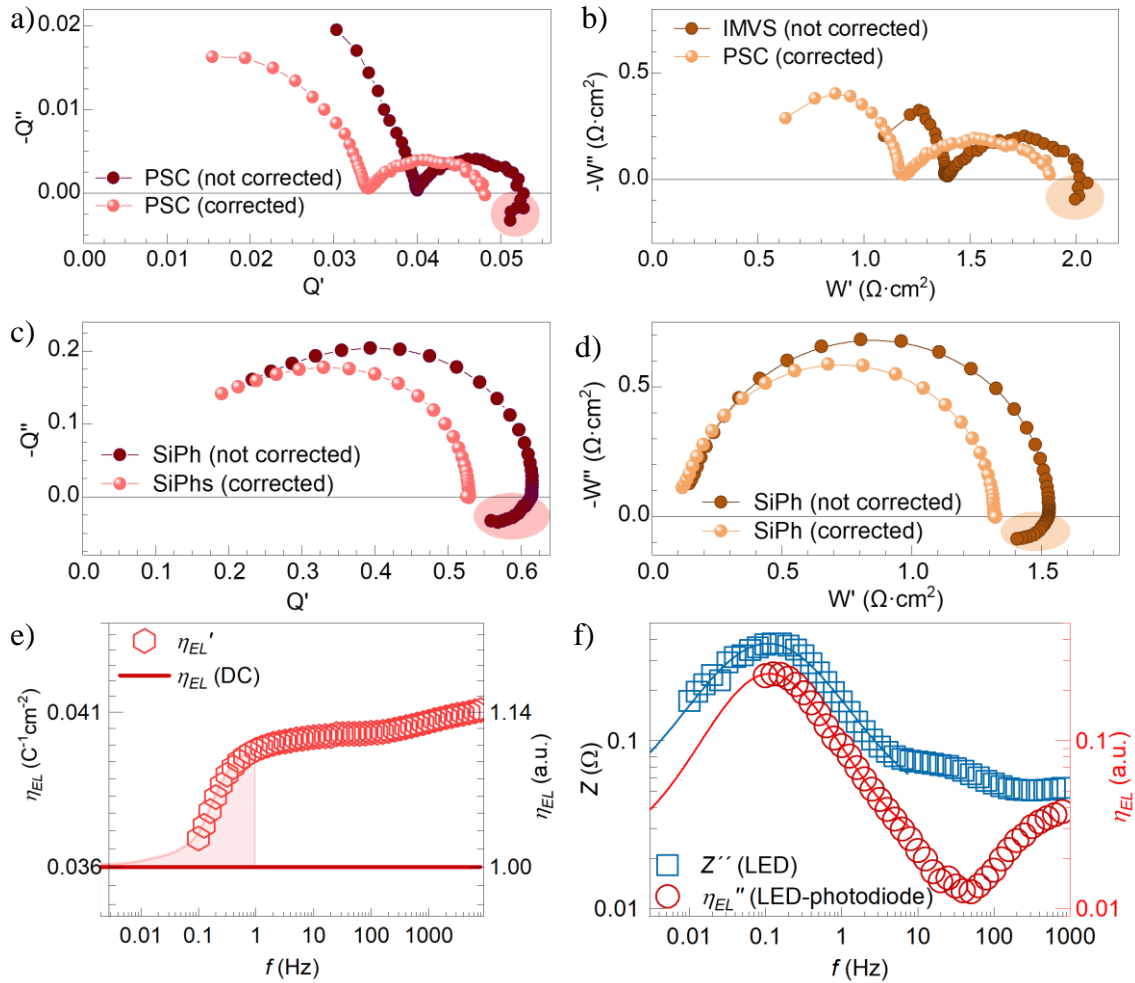 a)
0.02
0.01
0.00
-Q"
PSC (not corrected)
PSC (corrected)
0.00 0.01 0.02 0.03 0.04 0.05
Q'
b)
0.5
0.0
-W" (Ω·cm²)
IMVS (not corrected)
PSC (corrected)
0.0 0.5 1.0 1.5 2.0
W' (Ω·cm²)
c)
0.2
0.1
0.0
-Q"
SiPh (not corrected)
SiPhs (corrected)
0.0 0.1 0.2 0.3 0.4 0.5 0.6
Q'
d)
0.5
0.0
-W" (Ω·cm²)
SiPh (not corrected)
SiPh (corrected)
0.0 0.5 1.0 1.5
W' (Ω·cm²)
e)
η_EL'
η_EL (DC)
0.041
0.036
η_EL (C⁻¹cm⁻²)
1.14
1.00
η_EL (a.u.)
0.01 0.1 1 10 100 1000
f (Hz)
f)
0.1
0.01
Z (Ω)
0.11
0.01
η_EL (a.u.)
Z´´ (LED)
η_EL" (LED-photodiode)
0.01 0.1 1 10 100 1000
f (Hz)